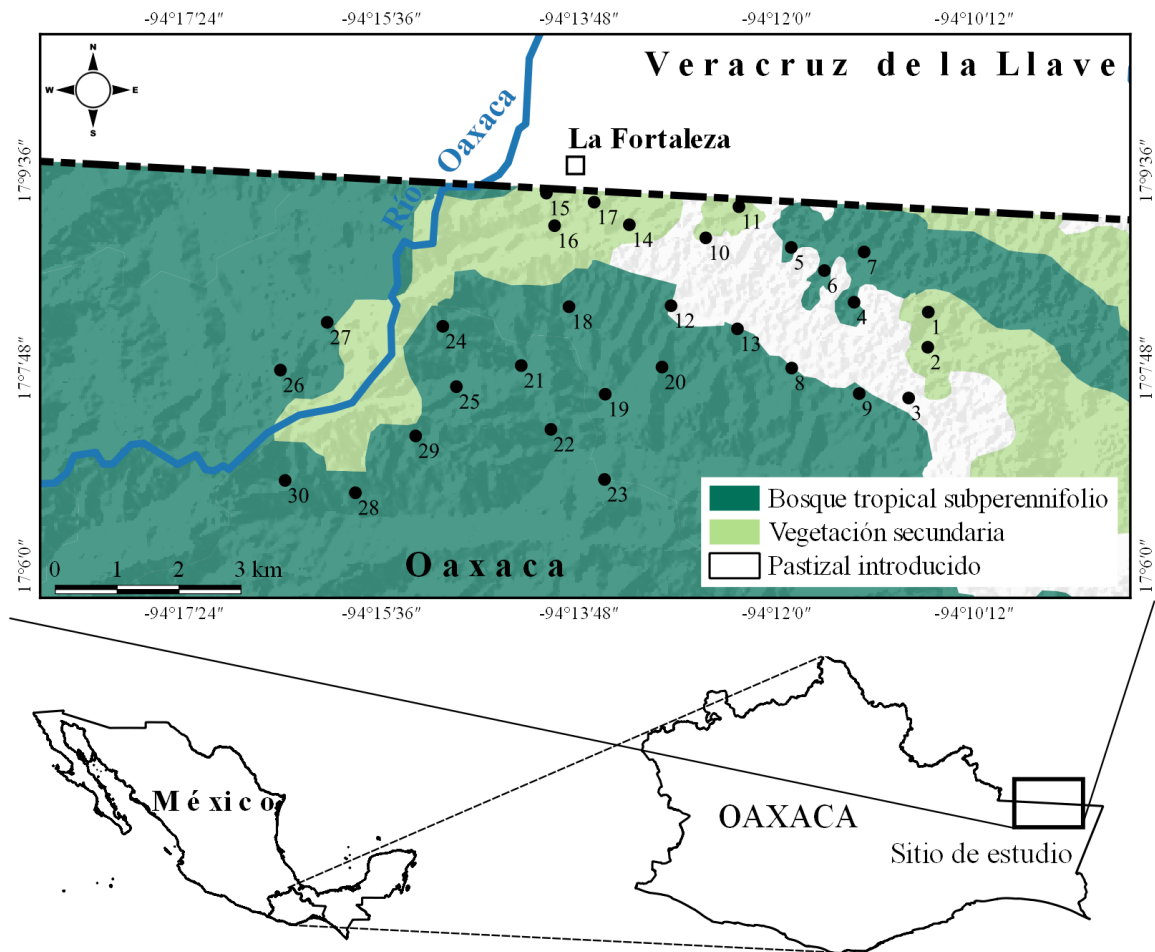 -94°17'24" -94°15'36" -94°13'48" -94°12'0" -94°10'12"
Veracruz de la Llave
N
W E
S
Río Oaxaca
La Fortaleza
17°9'36" 17°9'36"
15
17
16
14
11
10
5
7
6
4
1
18
12
27
24
13
2
26
21
20
8
25
19
9
3
29
22
30
28
23
17°7'48" 17°7'48"
Bosque tropical subperennifolio
Vegetación secundaria
Pastizal introducido
Oaxaca
0 1 2 3 km
17°6'0" 17°6'0"
-94°17'24" -94°15'36" -94°13'48" -94°12'0" -94°10'12"
México
OAXACA
Sitio de estudio